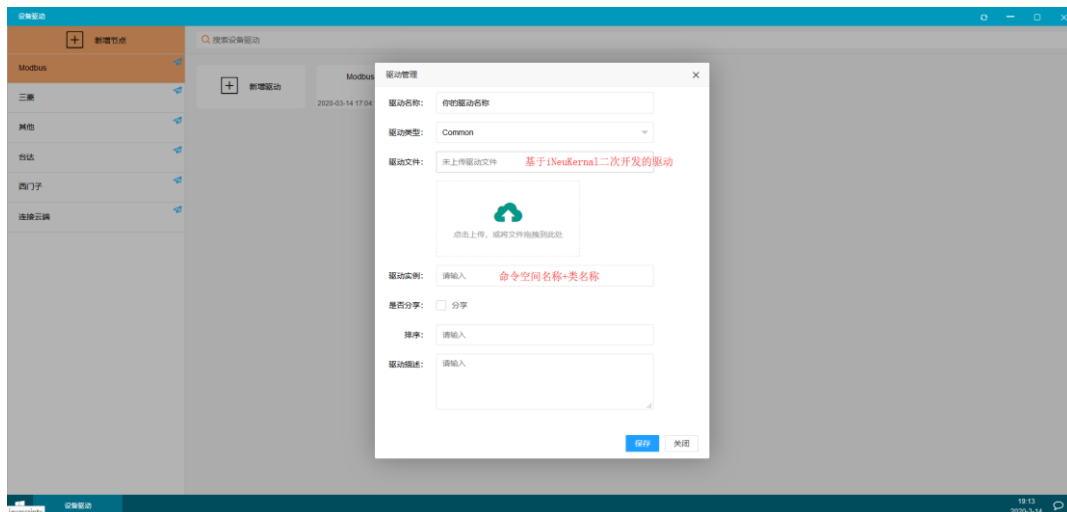 设备驱动
新增节点
搜索设备驱动
Modbus
三菱
其他
台达
西门子
连接云端
新增驱动
Modbus
2020-03-14 17:04:
驱动管理
驱动名称: 你的驱动名称
驱动类型: Common
驱动文件: 未上传驱动文件 基于iNeuKernal二次开发的驱动
点击上传，或将文件拖拽到此处
驱动实例: 请输入 命令空间名称+类名称
是否分享: 分享
排序: 请输入
驱动描述: 请输入
保存 关闭
设备驱动
19:13
2020-3-14